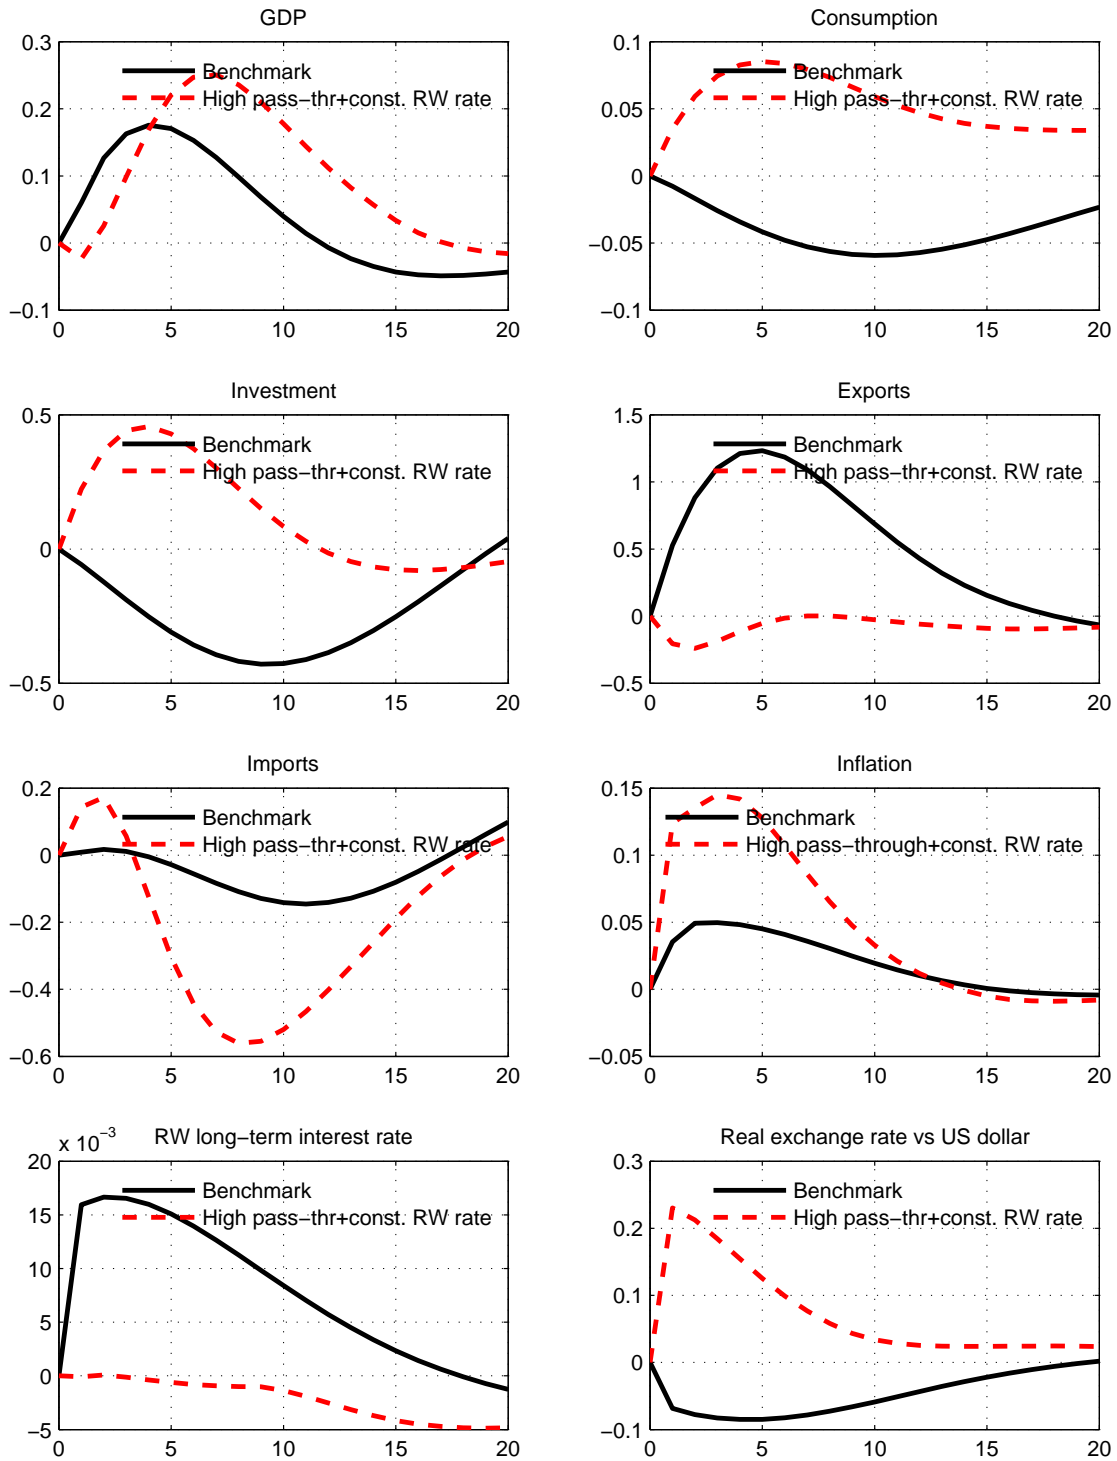 GDP
0.3
0.2
0.1
0
−0.1
0 5 10 15 20
Benchmark
High pass−thr+const. RW rate
Consumption
0.1
0.05
0
−0.05
−0.1
0 5 10 15 20
Benchmark
High pass−thr+const. RW rate
Investment
0.5
0
−0.5
0 5 10 15 20
Benchmark
High pass−thr+const. RW rate
Exports
1.5
1
0.5
0
−0.5
0 5 10 15 20
Benchmark
High pass−thr+const. RW rate
Imports
0.2
0
−0.2
−0.4
−0.6
0 5 10 15 20
Benchmark
High pass−thr+const. RW rate
Inflation
0.15
0.1
0.05
0
−0.05
0 5 10 15 20
Benchmark
High pass−through+const. RW rate
x 10⁻³
RW long−term interest rate
20
15
10
5
0
−5
0 5 10 15 20
Benchmark
High pass−thr+const. RW rate
Real exchange rate vs US dollar
0.3
0.2
0.1
0
−0.1
0 5 10 15 20
Benchmark
High pass−thr+const. RW rate